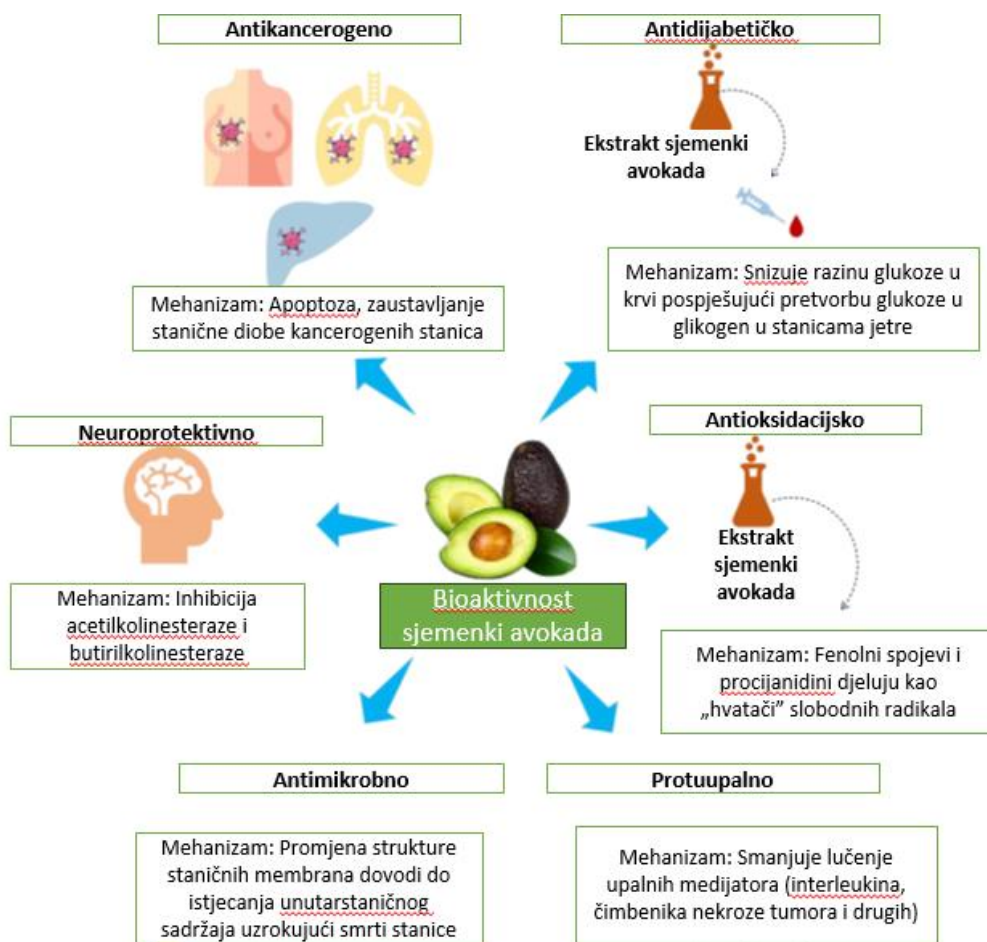 Antikancerogeno
Mehanizam: Apoptoza, zaustavljanje
stanične diobe kancerogenih stanica
Antidijabetičko
Ekstrakt sjemenki
avokada
Mehanizam: Snizuje razinu glukoze u
krvi pospješujući pretvorbu glukoze u
glikogen u stanicama jetre
Neuroprotektivno
Mehanizam: Inhibicija
acetilkolinesteraze i
butirilkolinesteraze
Bioaktivnost
sjemenki avokada
Antioksidacijsko
Ekstrakt
sjemenki
avokada
Mehanizam: Fenolni spojevi i
procijanidini djeluju kao
„hvatači” slobodnih radikala
Antimikrobno
Mehanizam: Promjena strukture
staničnih membrana dovodi do
istjecanja unutarstaničnog
sadržaja uzrokujući smrti stanice
Protuupalno
Mehanizam: Smanjuje lučenje
upalnih medijatora (interleukina,
čimbenika nekroze tumora i drugih)